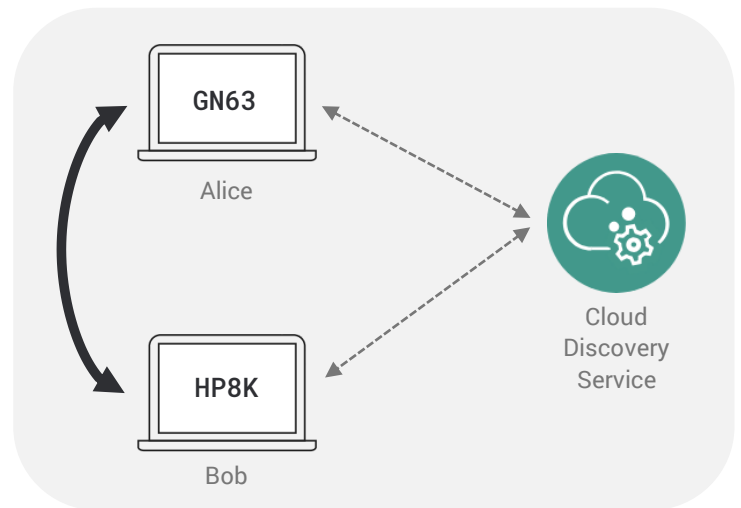 GN63
Alice
Cloud
Discovery
Service
HP8K
Bob